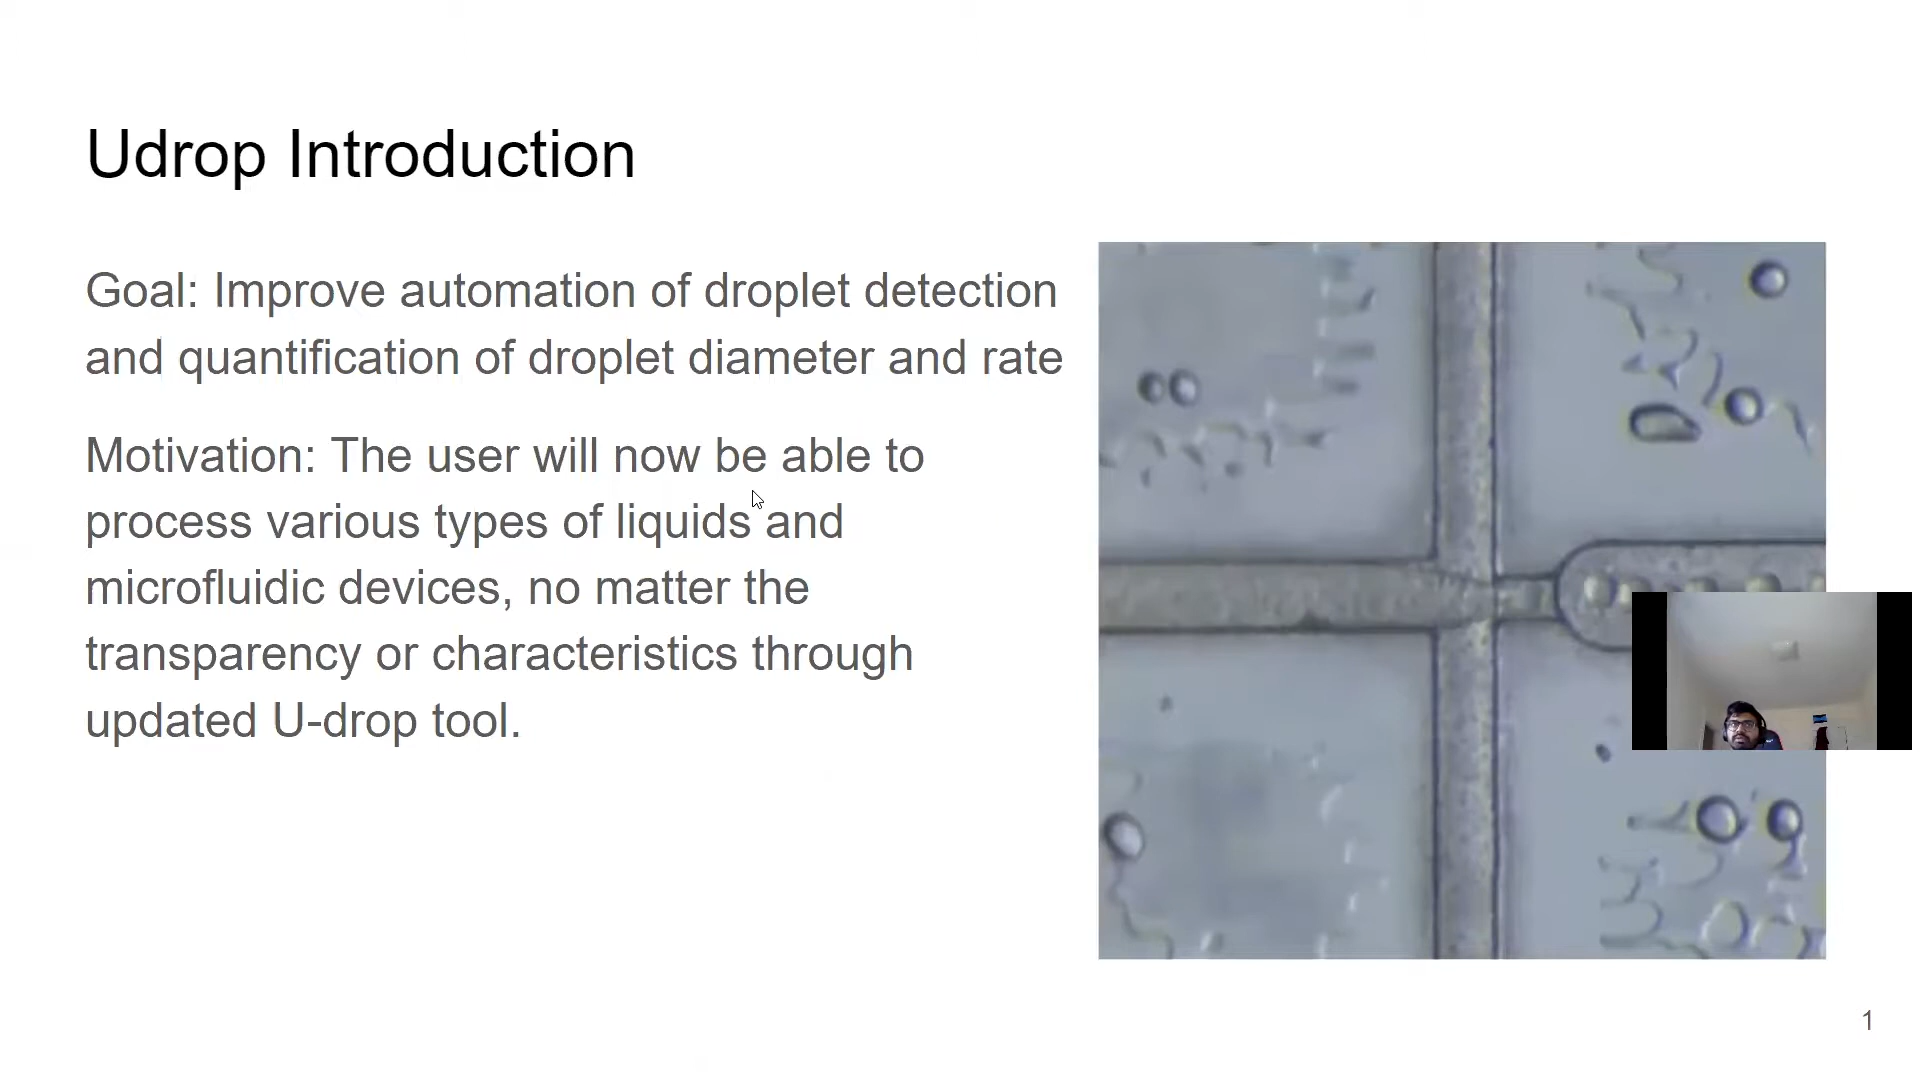 Udrop Introduction
Goal: Improve automation of droplet detection
and quantification of droplet diameter and rate
Motivation: The user will now be able to
process various types of liquids and
microfluidic devices, no matter the
transparency or characteristics through
updated U-drop tool.
1